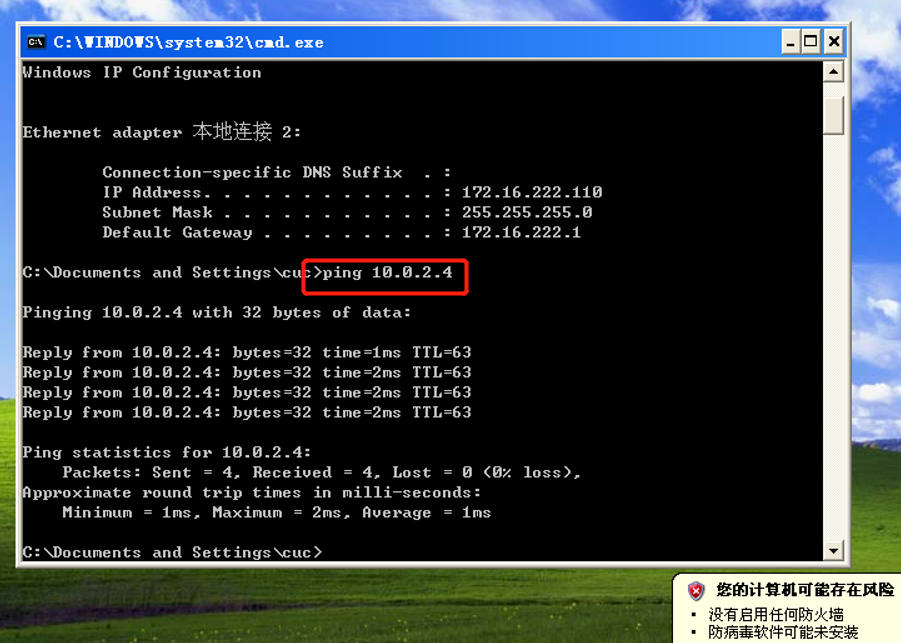 C:\WINDOWS\system32\cmd.exe
Windows IP Configuration
Ethernet adapter 本地连接 2:
Connection-specific DNS Suffix  . :
IP Address. . . . . . . . . . . . : 172.16.222.110
Subnet Mask . . . . . . . . . . . : 255.255.255.0
Default Gateway . . . . . . . . . : 172.16.222.1
C:\Documents and Settings\cuc>ping 10.0.2.4
Pinging 10.0.2.4 with 32 bytes of data:
Reply from 10.0.2.4: bytes=32 time=1ms TTL=63
Reply from 10.0.2.4: bytes=32 time=2ms TTL=63
Reply from 10.0.2.4: bytes=32 time=2ms TTL=63
Reply from 10.0.2.4: bytes=32 time=2ms TTL=63
Ping statistics for 10.0.2.4:
Packets: Sent = 4, Received = 4, Lost = 0 (0% loss),
Approximate round trip times in milli-seconds:
Minimum = 1ms, Maximum = 2ms, Average = 1ms
C:\Documents and Settings\cuc>
您的计算机可能存在风险
· 没有启用任何防火墙
· 防病毒软件可能未安装